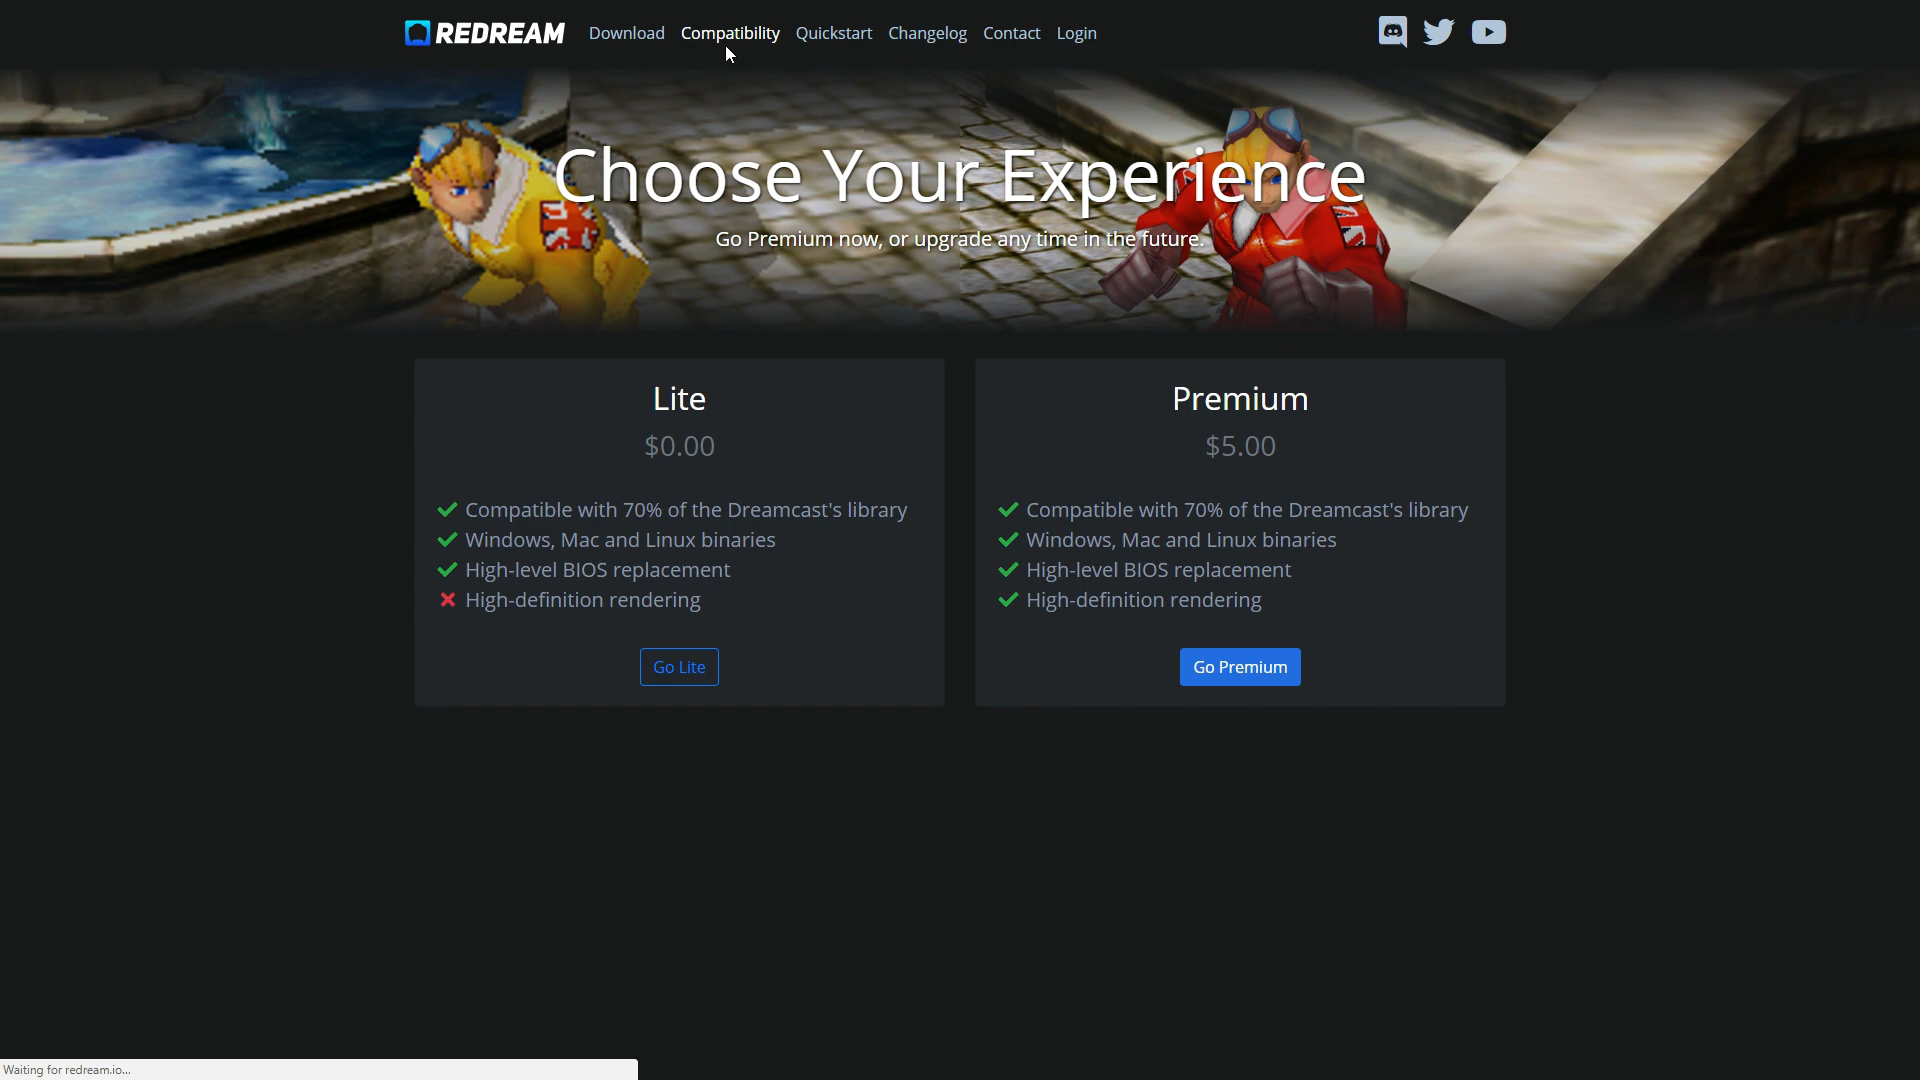 REDREAM Download Compatibility Quickstart Changelog Contact Login
Choose Your Experience
Go Premium now, or upgrade any time in the future.
Lite
$0.00
Compatible with 70% of the Dreamcast's library
Windows, Mac and Linux binaries
High-level BIOS replacement
High-definition rendering
Go Lite
Premium
$5.00
Compatible with 70% of the Dreamcast's library
Windows, Mac and Linux binaries
High-level BIOS replacement
High-definition rendering
Go Premium
Waiting for redream.io...